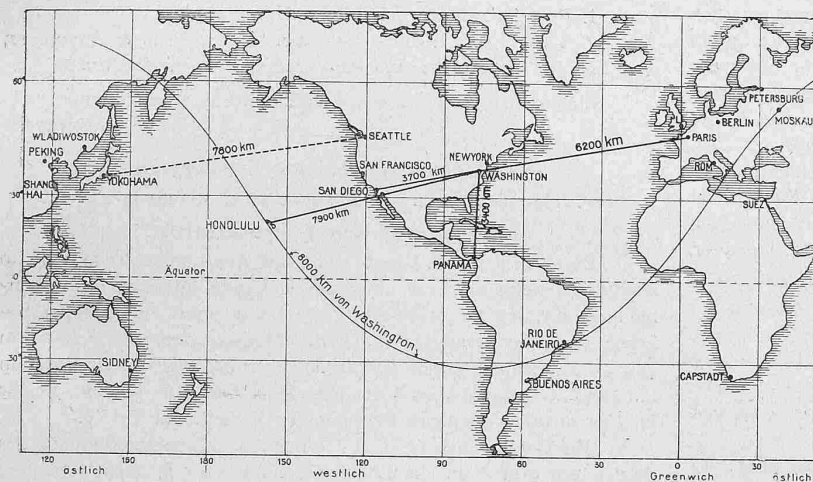 60°
PETERSBURG
MOSKAU
BERLIN
PARIS
6200 km
SEATTLE
7800 km
WLADIWOSTOK
PEKING
NEWYORK
SAN FRANCISCO
3700 km
WASHINGTON
ROM
SHANG
HAI
YOKOHAMA
30°
SAN DIEGO
3400 km
SUEZ
7900 km
HONOLULU
PANAMA
8000 km von Washington
Äquator
0
RIO DE
JANEIRO
30°
SIDNEY
BUENOS AIRES
CAPSTADT
120 150 180 150 120 90 60 30 0 30
östlich westlich Greenwich östlich